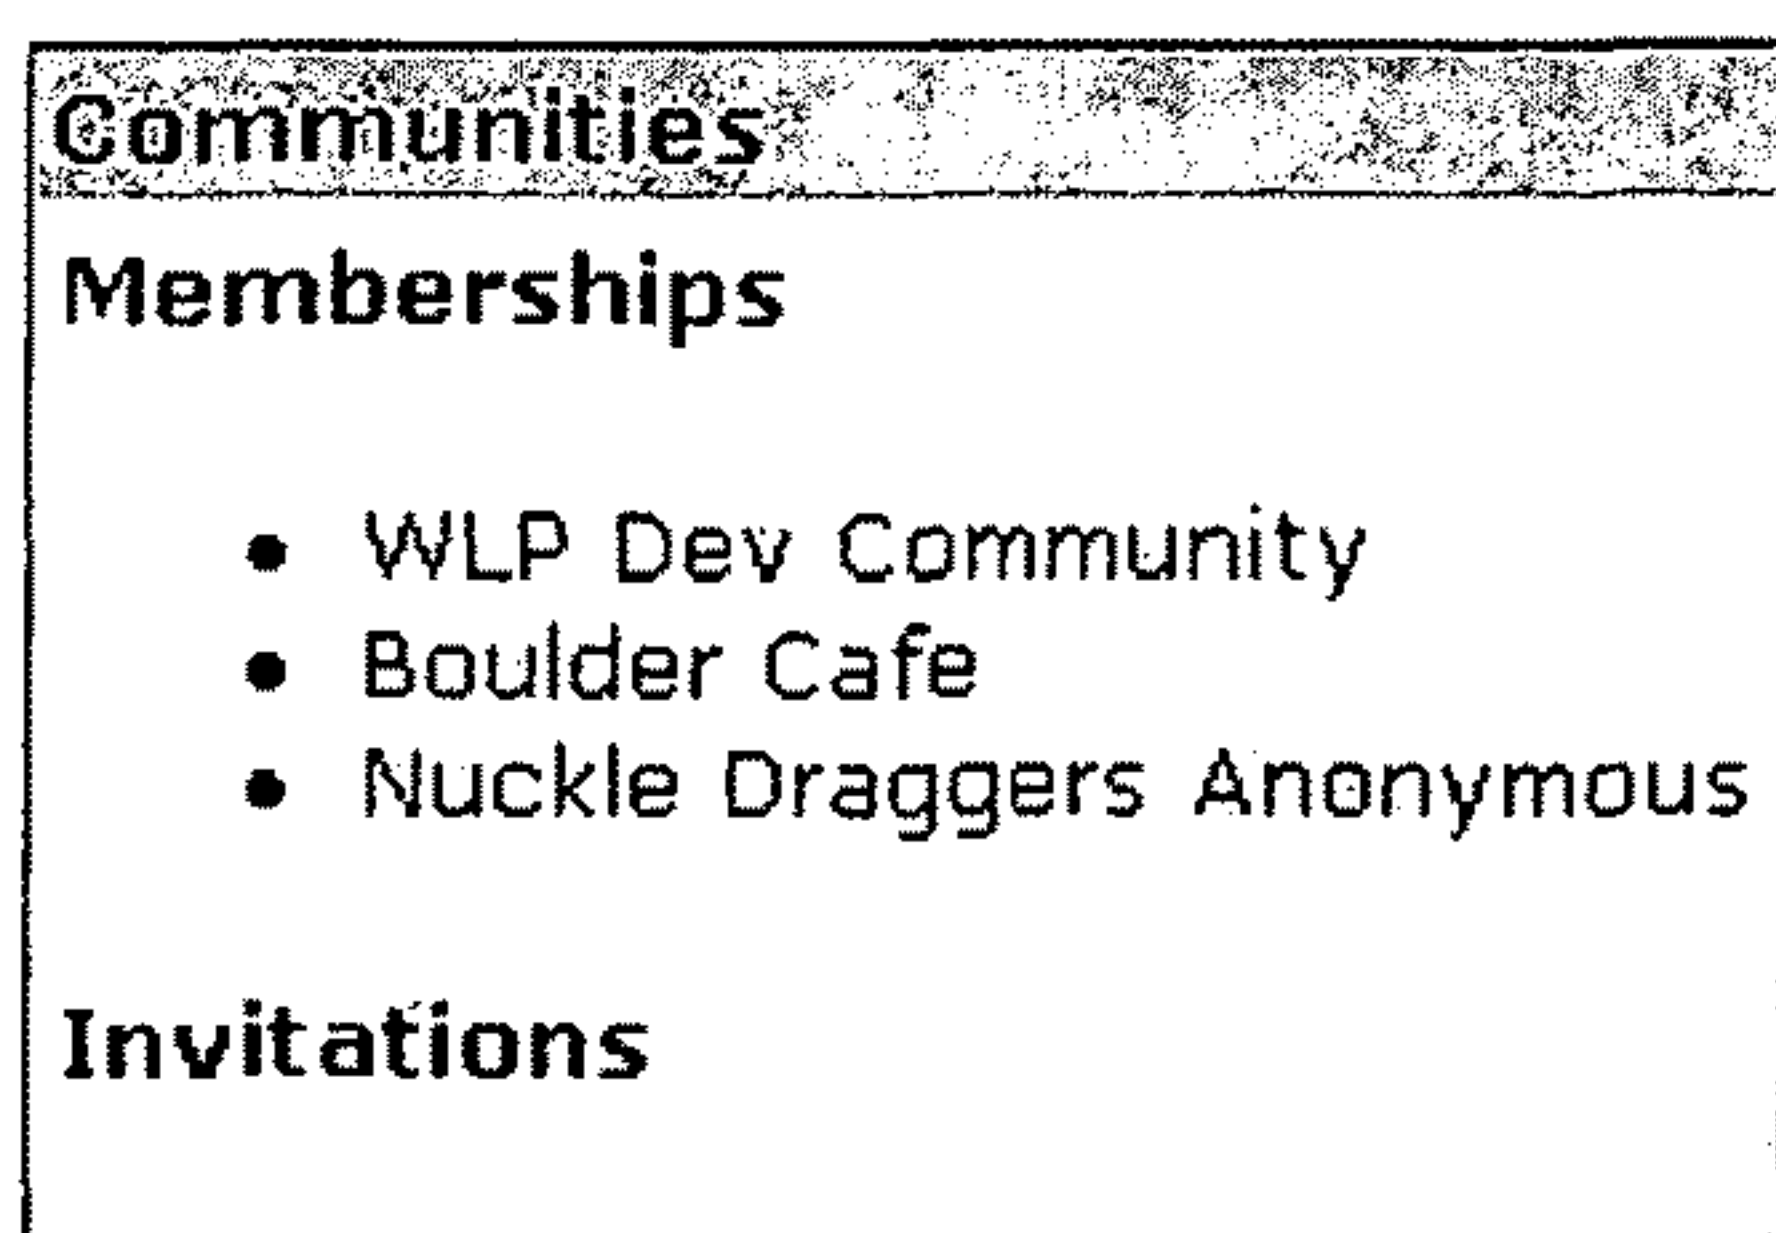 Communities
Memberships
• WLP Dev Community
• Boulder Cafe
• Nuckle Draggers Anonymous
Invitations